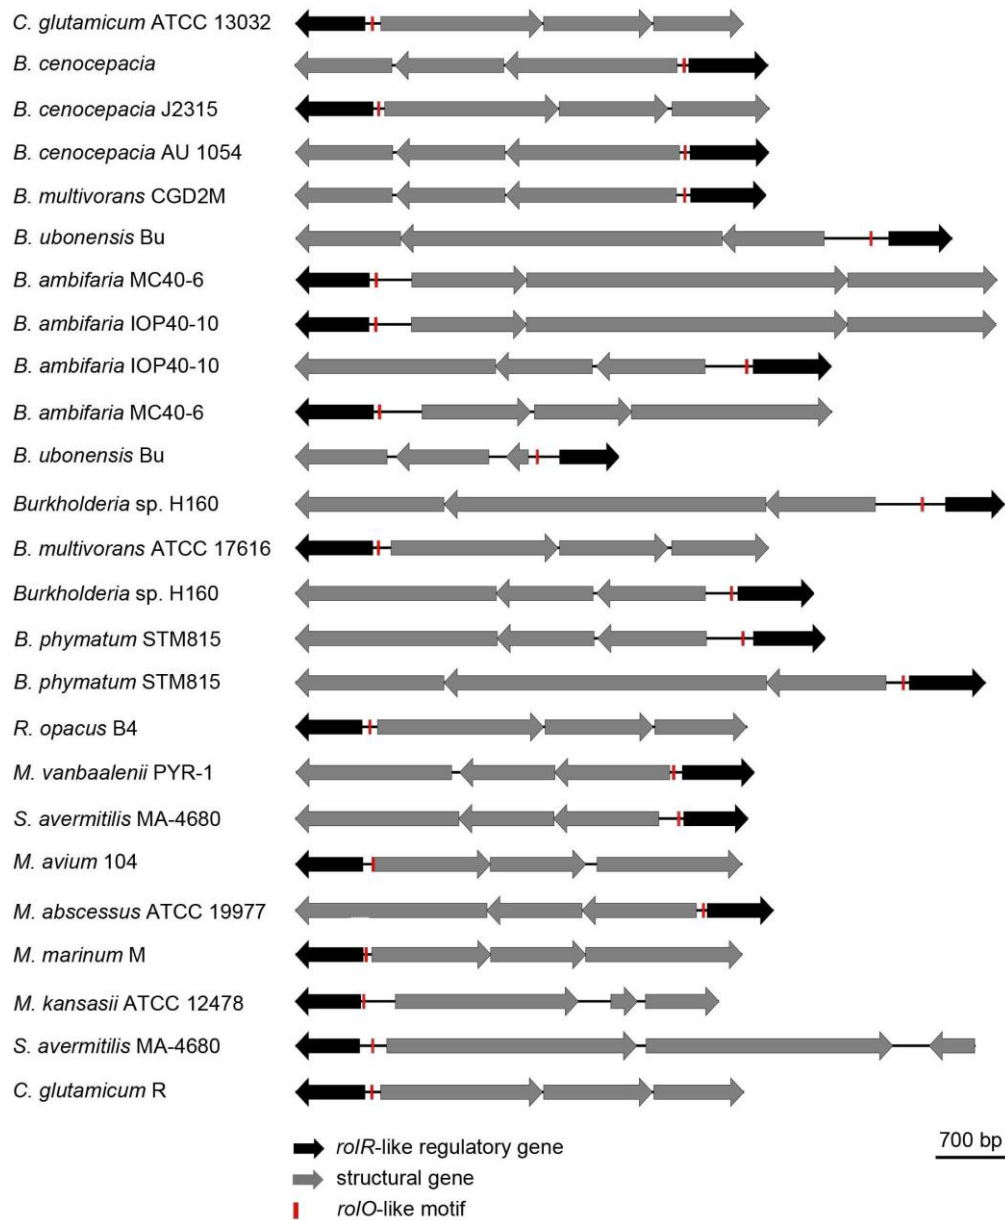 C. glutamicum ATCC 13032
B. cenocepacia
B. cenocepacia J2315
B. cenocepacia AU 1054
B. multivorans CGD2M
B. ubonensis Bu
B. ambifaria MC40-6
B. ambifaria IOP40-10
B. ambifaria IOP40-10
B. ambifaria MC40-6
B. ubonensis Bu
Burkholderia sp. H160
B. multivorans ATCC 17616
Burkholderia sp. H160
B. phymatum STM815
B. phymatum STM815
R. opacus B4
M. vanbaalenii PYR-1
S. avermitilis MA-4680
M. avium 104
M. abscessus ATCC 19977
M. marinum M
M. kansasii ATCC 12478
S. avermitilis MA-4680
C. glutamicum R
rolR-like regulatory gene
700 bp
structural gene
rolO-like motif